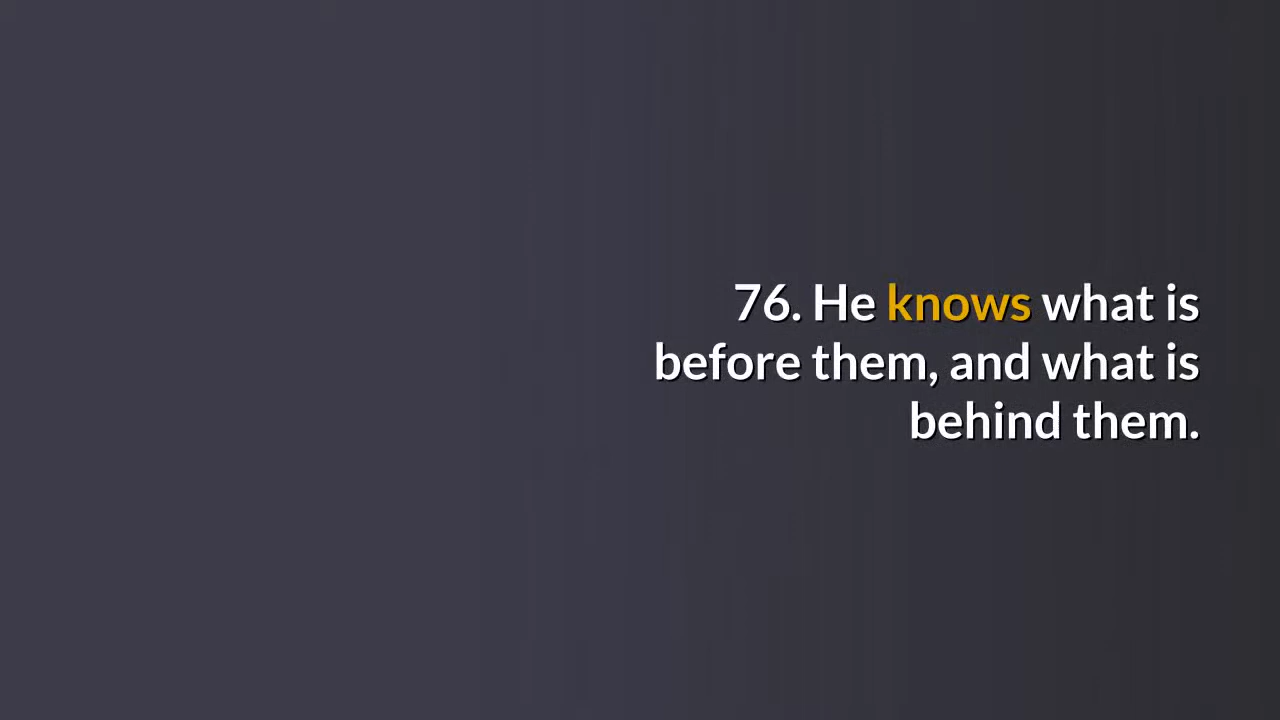 76. He knows what is
before them, and what is
behind them.